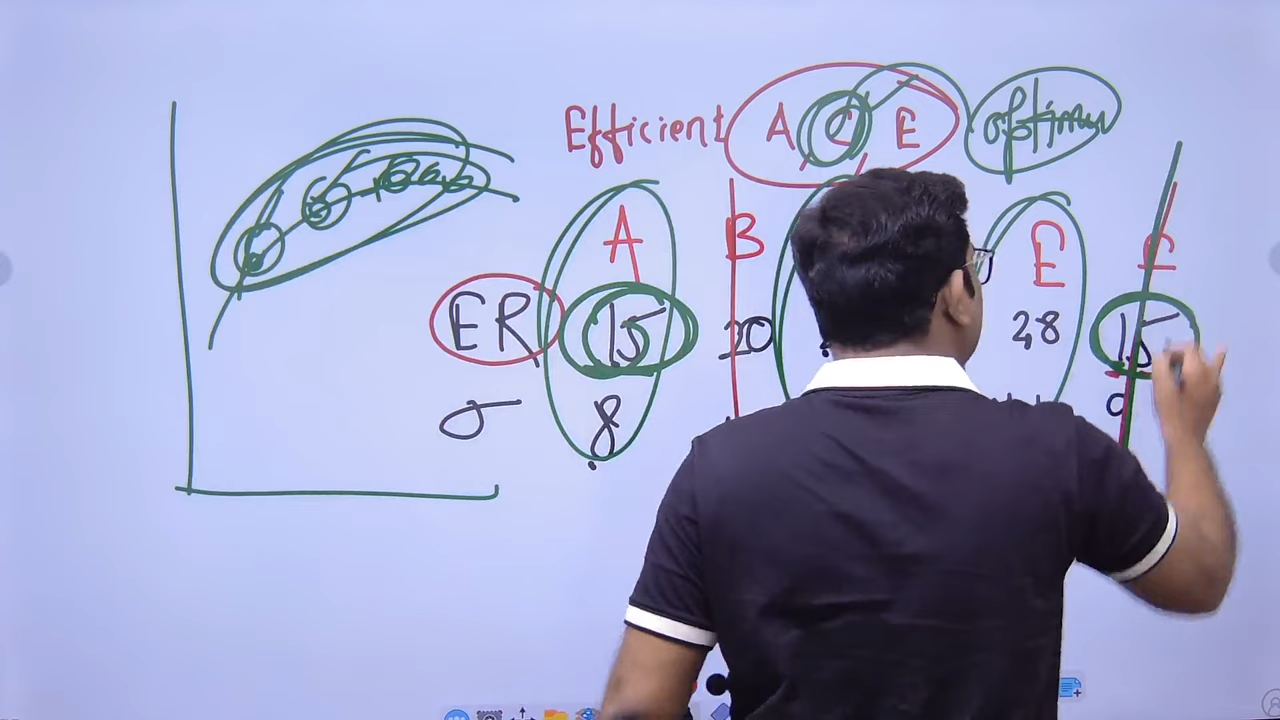 Efficient A C E optimum
A B E F
ER 15 20 28 15
σ 8